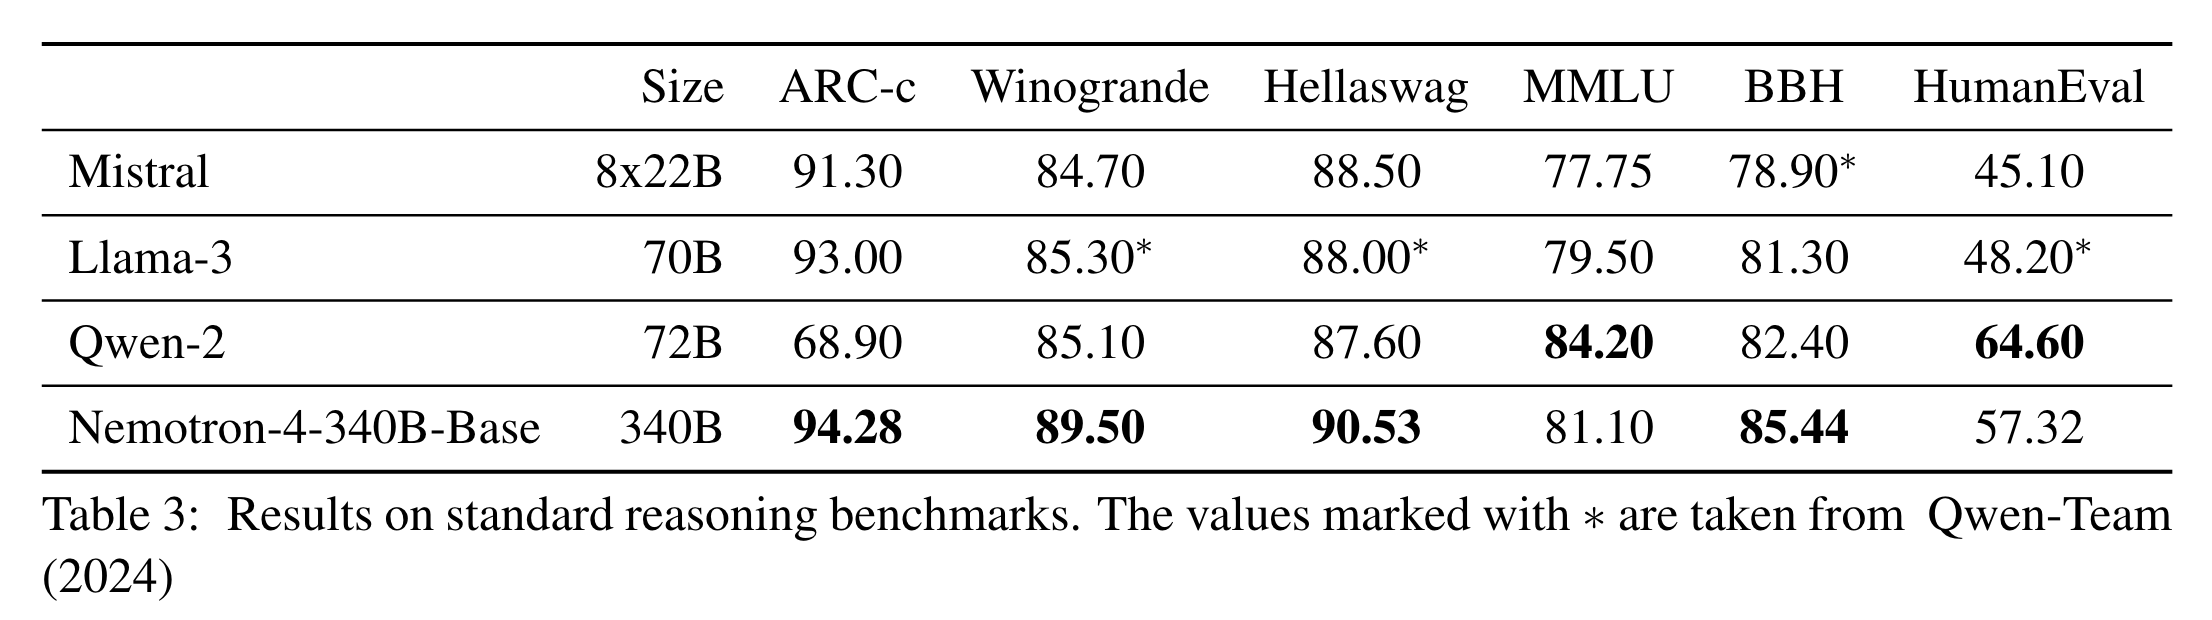 Size ARC-c Winogrande Hellaswag MMLU BBH HumanEval
Mistral 8x22B 91.30 84.70 88.50 77.75 78.90* 45.10
Llama-3 70B 93.00 85.30* 88.00* 79.50 81.30 48.20*
Qwen-2 72B 68.90 85.10 87.60 84.20 82.40 64.60
Nemotron-4-340B-Base 340B 94.28 89.50 90.53 81.10 85.44 57.32
Table 3: Results on standard reasoning benchmarks. The values marked with * are taken from Qwen-Team
(2024)